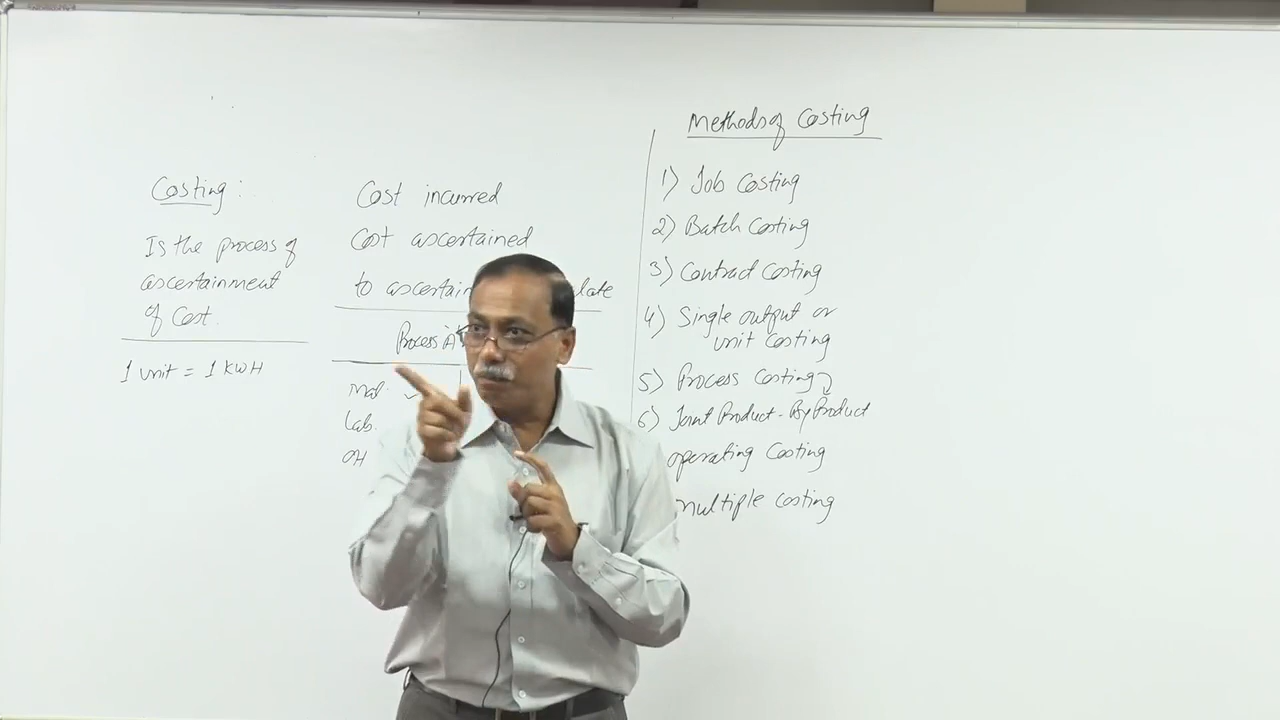 Costing :
Is the process of
ascertainment
of Cost.
1 unit = 1 KWH
Cost incurred
Cost ascertained
to
Process 'A'
Mat.
Lab.
OH
Methods of Costing
1) Job Costing
2) Batch Costing
3) Contract Costing
4) Single output or
unit Costing
5) Process Costing
6) Joint Product - By Product
operating Costing
multiple costing